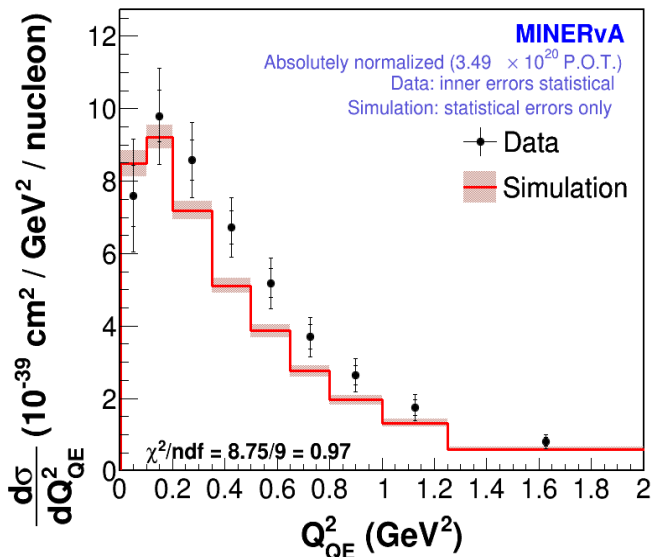 MINERvA
Absolutely normalized (3.49 × 10²⁰ P.O.T.)
Data: inner errors statistical
Simulation: statistical errors only
Data
Simulation
dσ/dQ²_QE (10⁻³⁹ cm² / GeV² / nucleon)
12
10
8
6
4
2
0
χ²/ndf = 8.75/9 = 0.97
0 0.2 0.4 0.6 0.8 1 1.2 1.4 1.6 1.8 2
Q²_QE (GeV²)